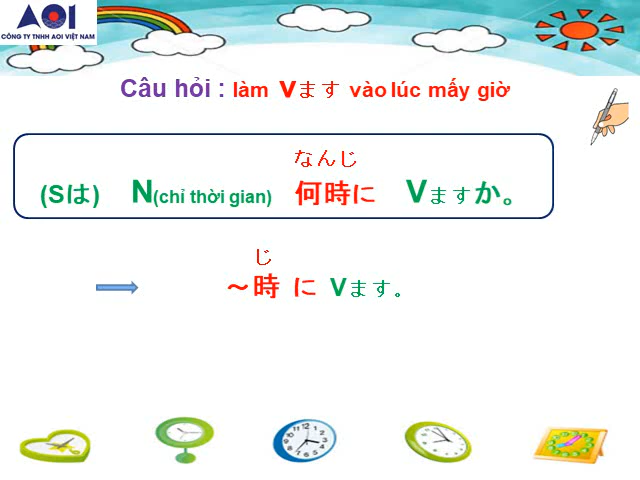 AOI
CÔNG TY TNHH AOI VIỆT NAM
Câu hỏi : làm Vます vào lúc mấy giờ
なんじ
(Sは) N(chỉ thời gian) 何時に Vますか。
じ
～時 に Vます。